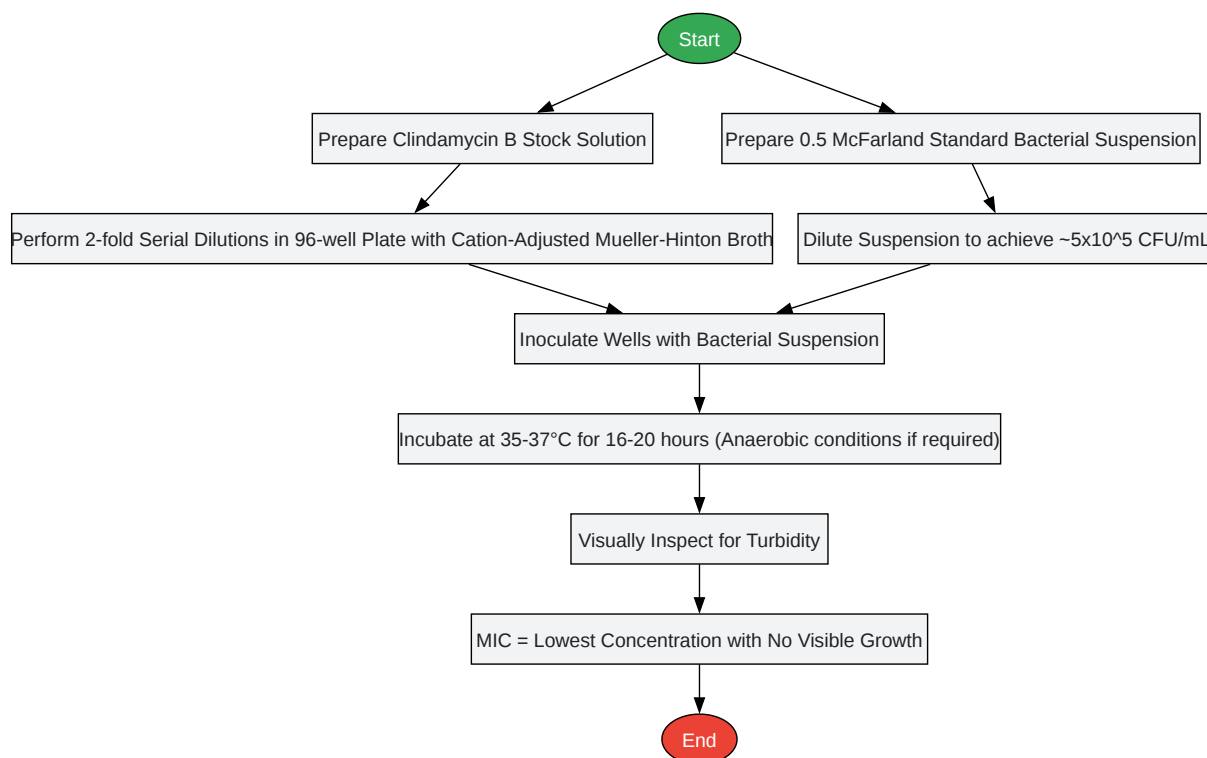 Start
Prepare Clindamycin B Stock Solution
Prepare 0.5 McFarland Standard Bacterial Suspension
Perform 2-fold Serial Dilutions in 96-well Plate with Cation-Adjusted Mueller-Hinton Broth
Dilute Suspension to achieve ~5x10^5 CFU/mL
Inoculate Wells with Bacterial Suspension
Incubate at 35-37°C for 16-20 hours (Anaerobic conditions if required)
Visually Inspect for Turbidity
MIC = Lowest Concentration with No Visible Growth
End